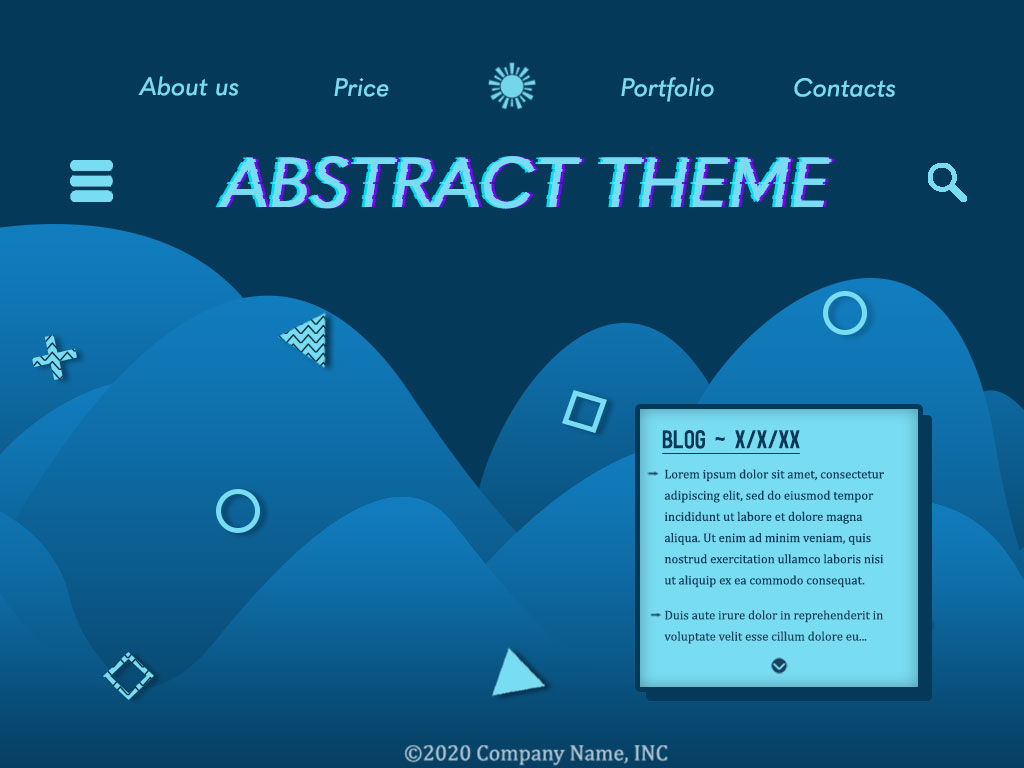 About us Price Portfolio Contacts
ABSTRACT THEME
BLOG ~ X/X/XX
Lorem ipsum dolor sit amet, consectetur
adipiscing elit, sed do eiusmod tempor
incididunt ut labore et dolore magna
aliqua. Ut enim ad minim veniam, quis
nostrud exercitation ullamco laboris nisi
ut aliquip ex ea commodo consequat.
Duis aute irure dolor in reprehenderit in
voluptate velit esse cillum dolore eu...
©2020 Company Name, INC